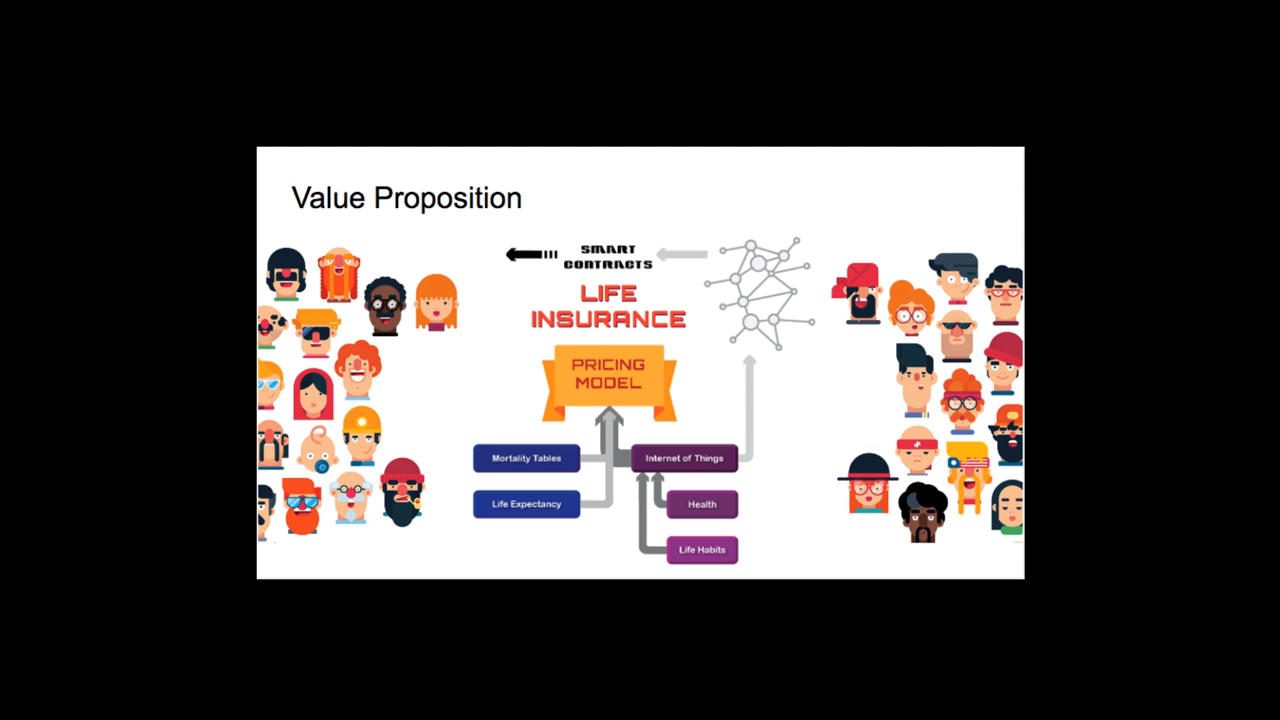 Value Proposition
SMART
CONTRACTS
LIFE
INSURANCE
PRICING
MODEL
Mortality Tables
Internet of Things
Life Expectancy
Health
Life Habits